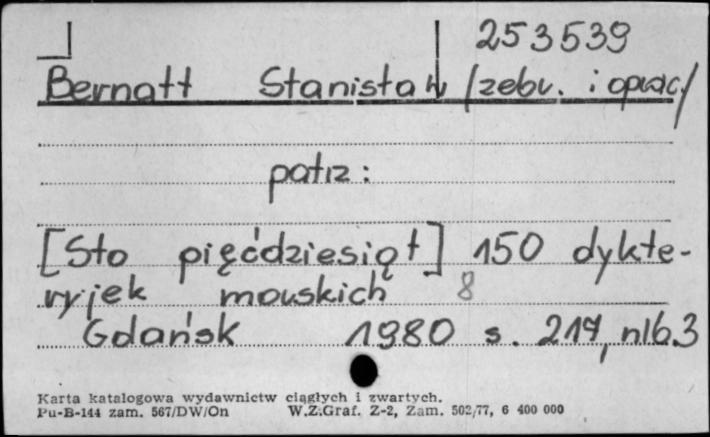 253539
Bernatt Stanisław /zebr. i oprac./
patrz:
[Sto pięćdziesiąt] 150 dykte-
ryjek morskich 8
Gdańsk 1980 s. 217, nlb.3
Karta katalogowa wydawnictw ciągłych i zwartych.
Pu-B-144 zam. 567/DW/On W.Z.Graf. Z-2, Zam. 502/77, 6 400 000